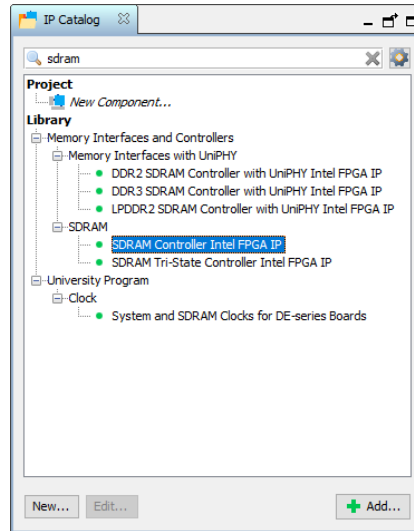 IP Catalog
sdram
Project
New Component...
Library
Memory Interfaces and Controllers
Memory Interfaces with UniPHY
DDR2 SDRAM Controller with UniPHY Intel FPGA IP
DDR3 SDRAM Controller with UniPHY Intel FPGA IP
LPDDR2 SDRAM Controller with UniPHY Intel FPGA IP
SDRAM
SDRAM Controller Intel FPGA IP
SDRAM Tri-State Controller Intel FPGA IP
University Program
Clock
System and SDRAM Clocks for DE-series Boards
New... Edit... Add...